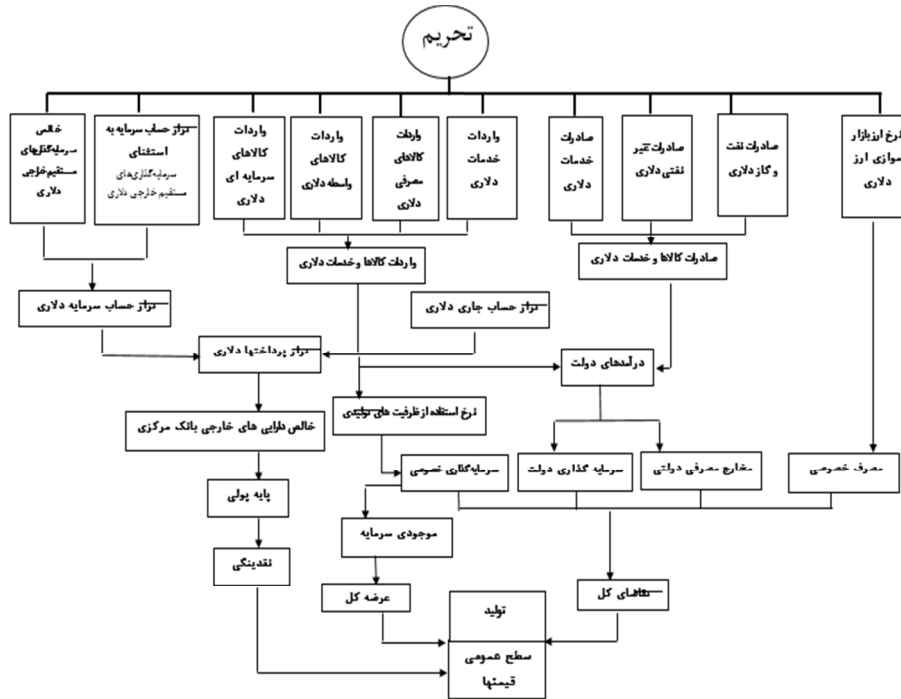 تحریم
نرخ ارز بازار
موازی ارز
دلاری
صادرات نفت
و گاز دلاری
صادرات غیر
نفتی دلاری
صادرات
خدمات
دلاری
واردات
خدمات
دلاری
واردات
کالاهای
مصرفی
دلاری
واردات
کالاهای
واسطه دلاری
واردات
کالاهای
سرمایه ای
دلاری
تراز حساب سرمایه به
استثنای
سرمایه‌گذاری‌های
مستقیم خارجی دلاری
خالص
سرمایه‌گذاری‌های
مستقیم خارجی
دلاری
صادرات کالاها و خدمات دلاری
واردات کالاها و خدمات دلاری
تراز حساب جاری دلاری
تراز حساب سرمایه دلاری
درآمدهای دولت
تراز پرداختها دلاری
نرخ استفاده از ظرفیت های تولیدی
خالص دارایی های خارجی بانک مرکزی
مصرف خصوصی
مخارج مصرفی دولتی
سرمایه گذاری دولت
سرمایه‌گذاری خصوصی
پایه پولی
موجودی سرمایه
نقدینگی
تقاضای کل
عرضه کل
تولید
سطح عمومی
قیمتها